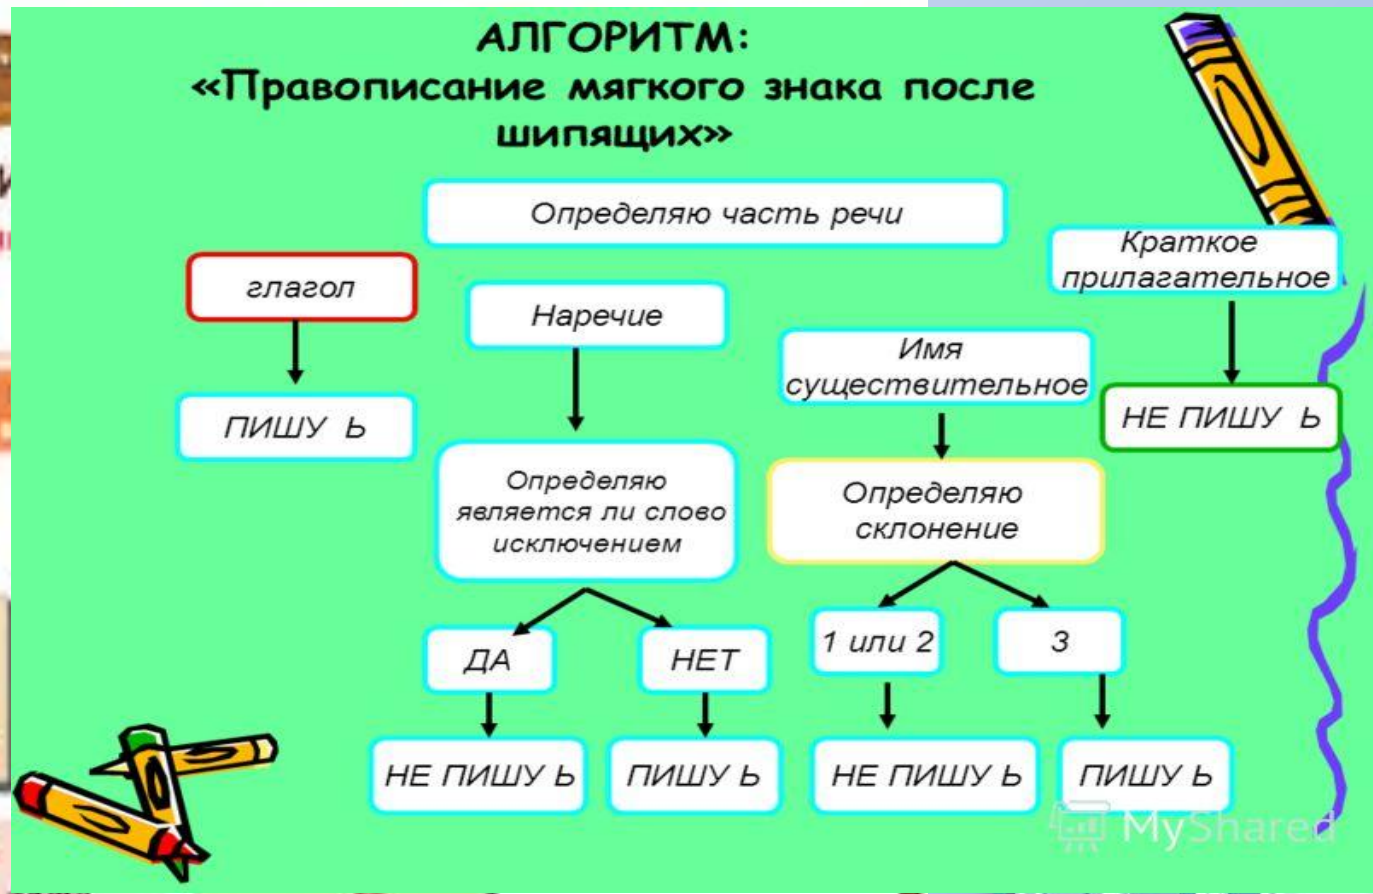 АЛГОРИТМ:
«Правописание мягкого знака после
шипящих»
Определяю часть речи
глагол
ПИШУ Ь
Наречие
Определяю
является ли слово
исключением
ДА
НЕТ
НЕ ПИШУ Ь
ПИШУ Ь
Имя
существительное
Определяю
склонение
1 или 2
3
НЕ ПИШУ Ь
ПИШУ Ь
Краткое
прилагательное
НЕ ПИШУ Ь
MyShared